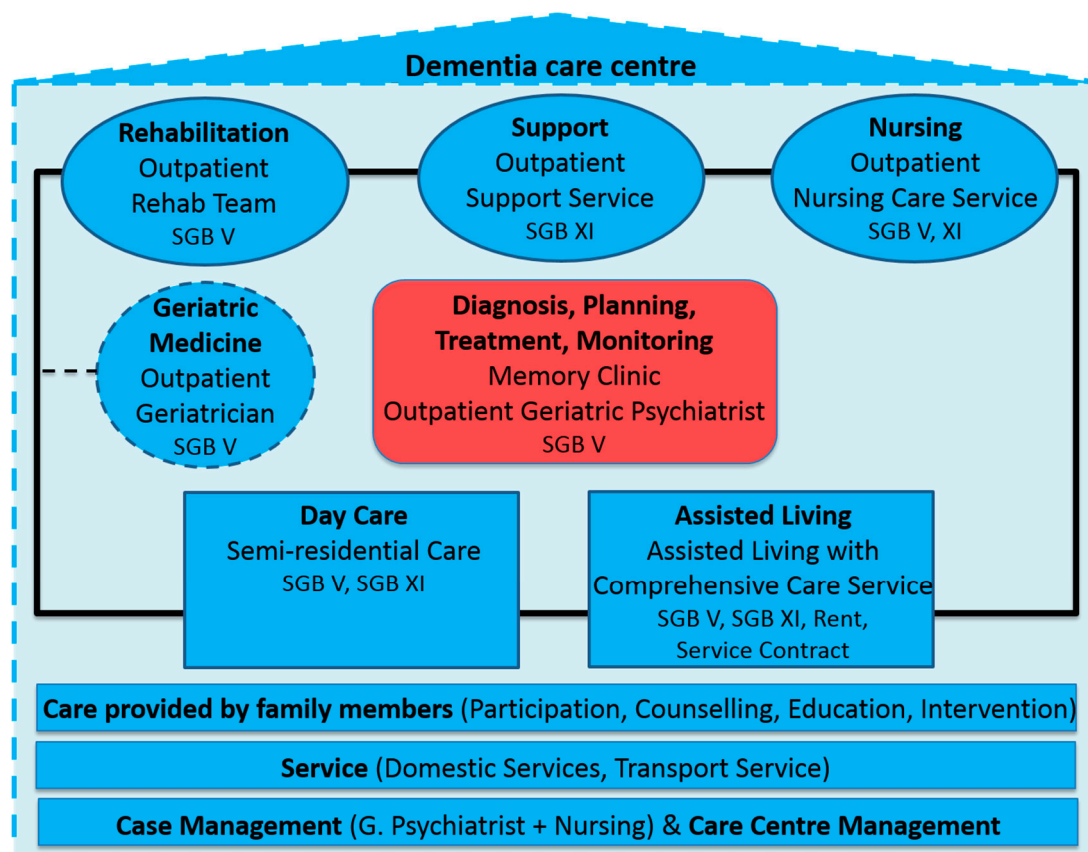 Dementia care centre
Rehabilitation
Outpatient
Rehab Team
SGB V
Support
Outpatient
Support Service
SGB XI
Nursing
Outpatient
Nursing Care Service
SGB V, XI
Geriatric
Medicine
Outpatient
Geriatrician
SGB V
Diagnosis, Planning,
Treatment, Monitoring
Memory Clinic
Outpatient Geriatric Psychiatrist
SGB V
Day Care
Semi-residential Care
SGB V, SGB XI
Assisted Living
Assisted Living with
Comprehensive Care Service
SGB V, SGB XI, Rent,
Service Contract
Care provided by family members (Participation, Counselling, Education, Intervention)
Service (Domestic Services, Transport Service)
Case Management (G. Psychiatrist + Nursing) & Care Centre Management